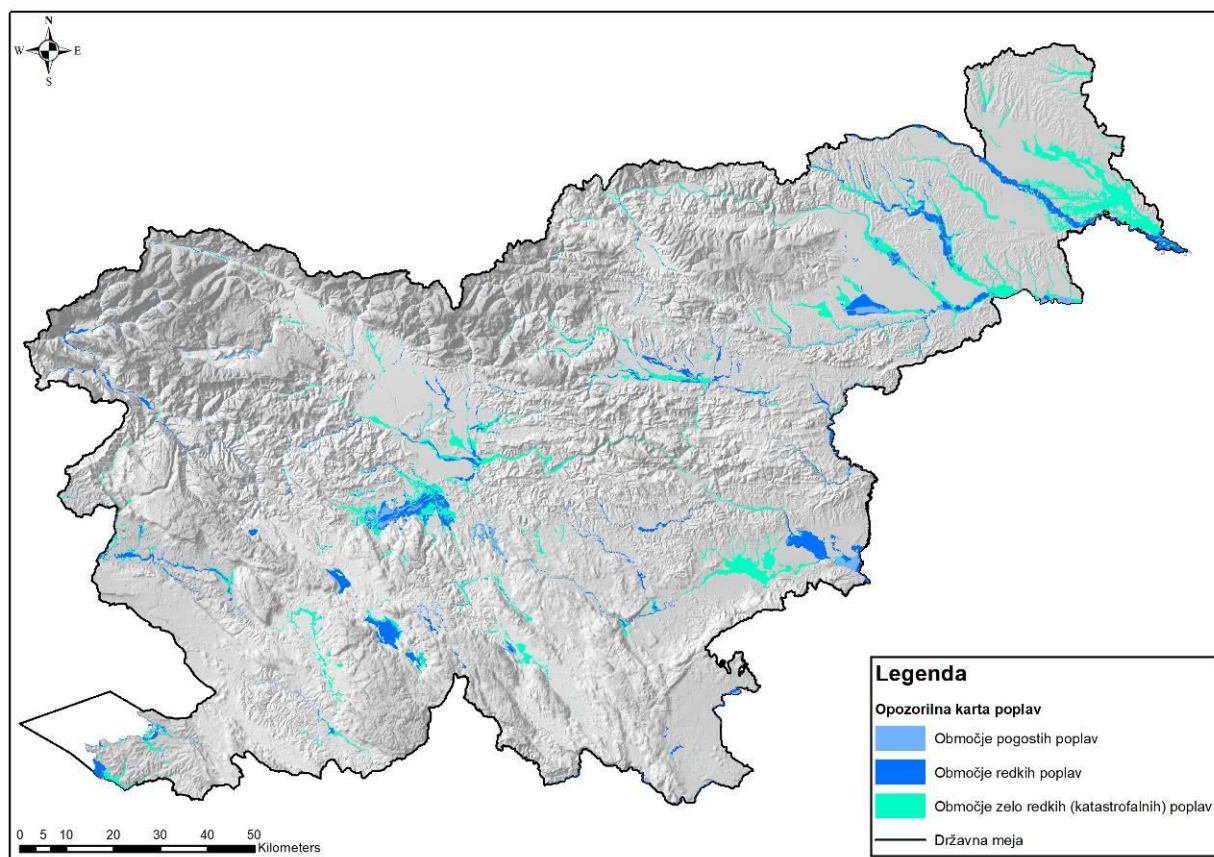 N
W E
S
Legenda
Opozorilna karta poplav
Območje pogostih poplav
Območje redkih poplav
Območje zelo redkih (katastrofalnih) poplav
Državna meja
0 5 10 20 30 40 50
Kilometers